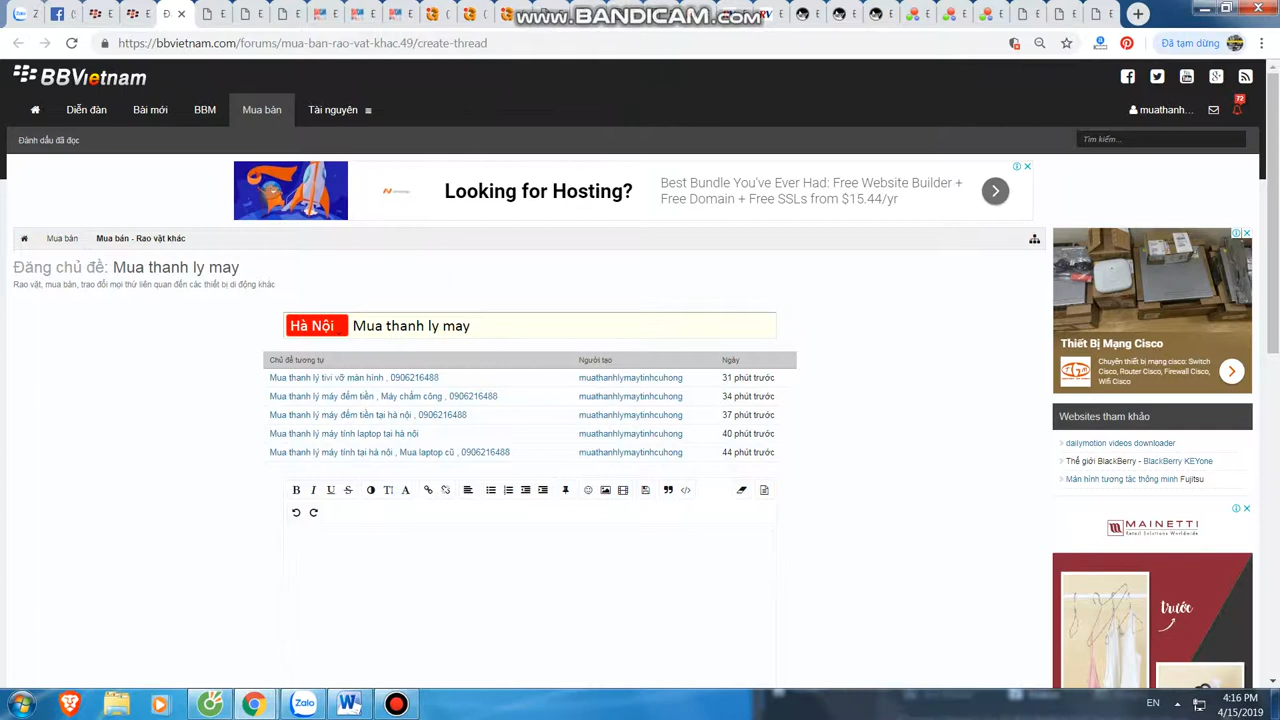 WWW.BANDICAM.COM
https://bbvietnam.com/forums/mua-ban-rao-vat-khac.49/create-thread
Đã tạm dừng
BBVietnam
Diễn đàn
Bài mới
BBM
Mua bán
Tài nguyên
muathanh...
72
Đánh dấu đã đọc
Tìm kiếm...
Looking for Hosting?
Best Bundle You've Ever Had: Free Website Builder +
Free Domain + Free SSLs from $15.44/yr
Mua bán
Mua bán - Rao vặt khác
Đăng chủ đề: Mua thanh ly may
Rao vặt, mua bán, trao đổi mọi thứ liên quan đến các thiết bị di động khác
Hà Nội
Mua thanh ly may
Chủ đề tương tự
Người tạo
Ngày
Mua thanh lý tivi vỡ màn hình , 0906216488
muathanhlymaytinhcuhong
31 phút trước
Mua thanh lý máy đếm tiền , Máy chấm công , 0906216488
muathanhlymaytinhcuhong
34 phút trước
Mua thanh lý máy đếm tiền tại hà nội , 0906216488
muathanhlymaytinhcuhong
37 phút trước
Mua thanh lý máy tính laptop tại hà nội
muathanhlymaytinhcuhong
40 phút trước
Mua thanh lý máy tính tại hà nội , Mua laptop cũ , 0906216488
muathanhlymaytinhcuhong
44 phút trước
Thiết Bị Mạng Cisco
Chuyên thiết bị mạng cisco: Switch
Cisco, Router Cisco, Firewall Cisco,
Wifi Cisco
Websites tham khảo
dailymotion videos downloader
Thế giới BlackBerry - BlackBerry KEYone
Màn hình tương tác thông minh Fujitsu
MAINETTI
Retail Solutions Worldwide
trước
Zalo
EN
4:16 PM
4/15/2019